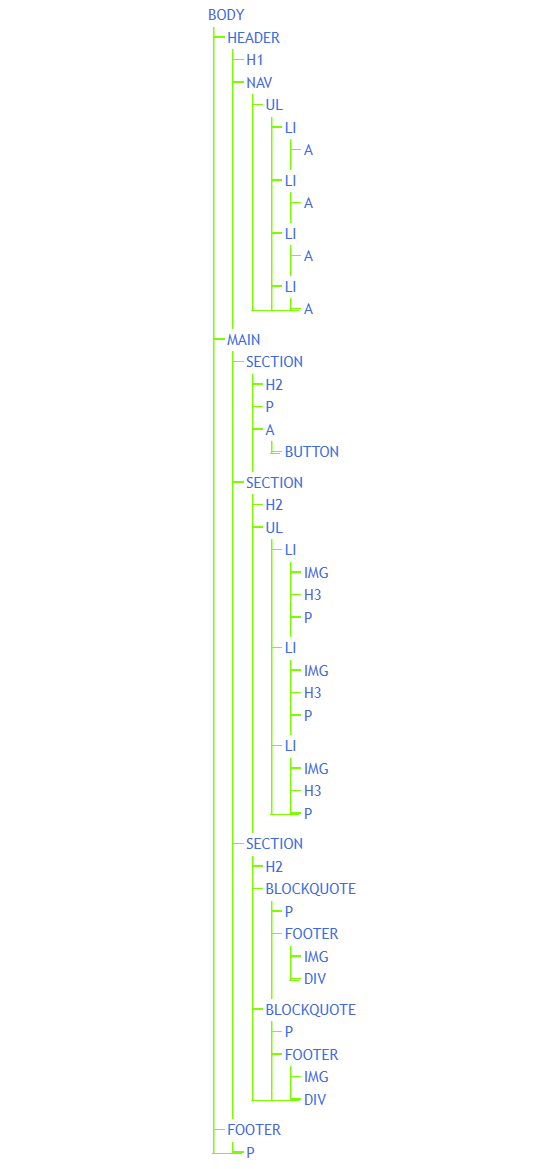 BODY
HEADER
H1
NAV
UL
LI
A
LI
A
LI
A
LI
A
MAIN
SECTION
H2
P
A
BUTTON
SECTION
H2
UL
LI
IMG
H3
P
LI
IMG
H3
P
LI
IMG
H3
P
SECTION
H2
BLOCKQUOTE
P
FOOTER
IMG
DIV
BLOCKQUOTE
P
FOOTER
IMG
DIV
FOOTER
P